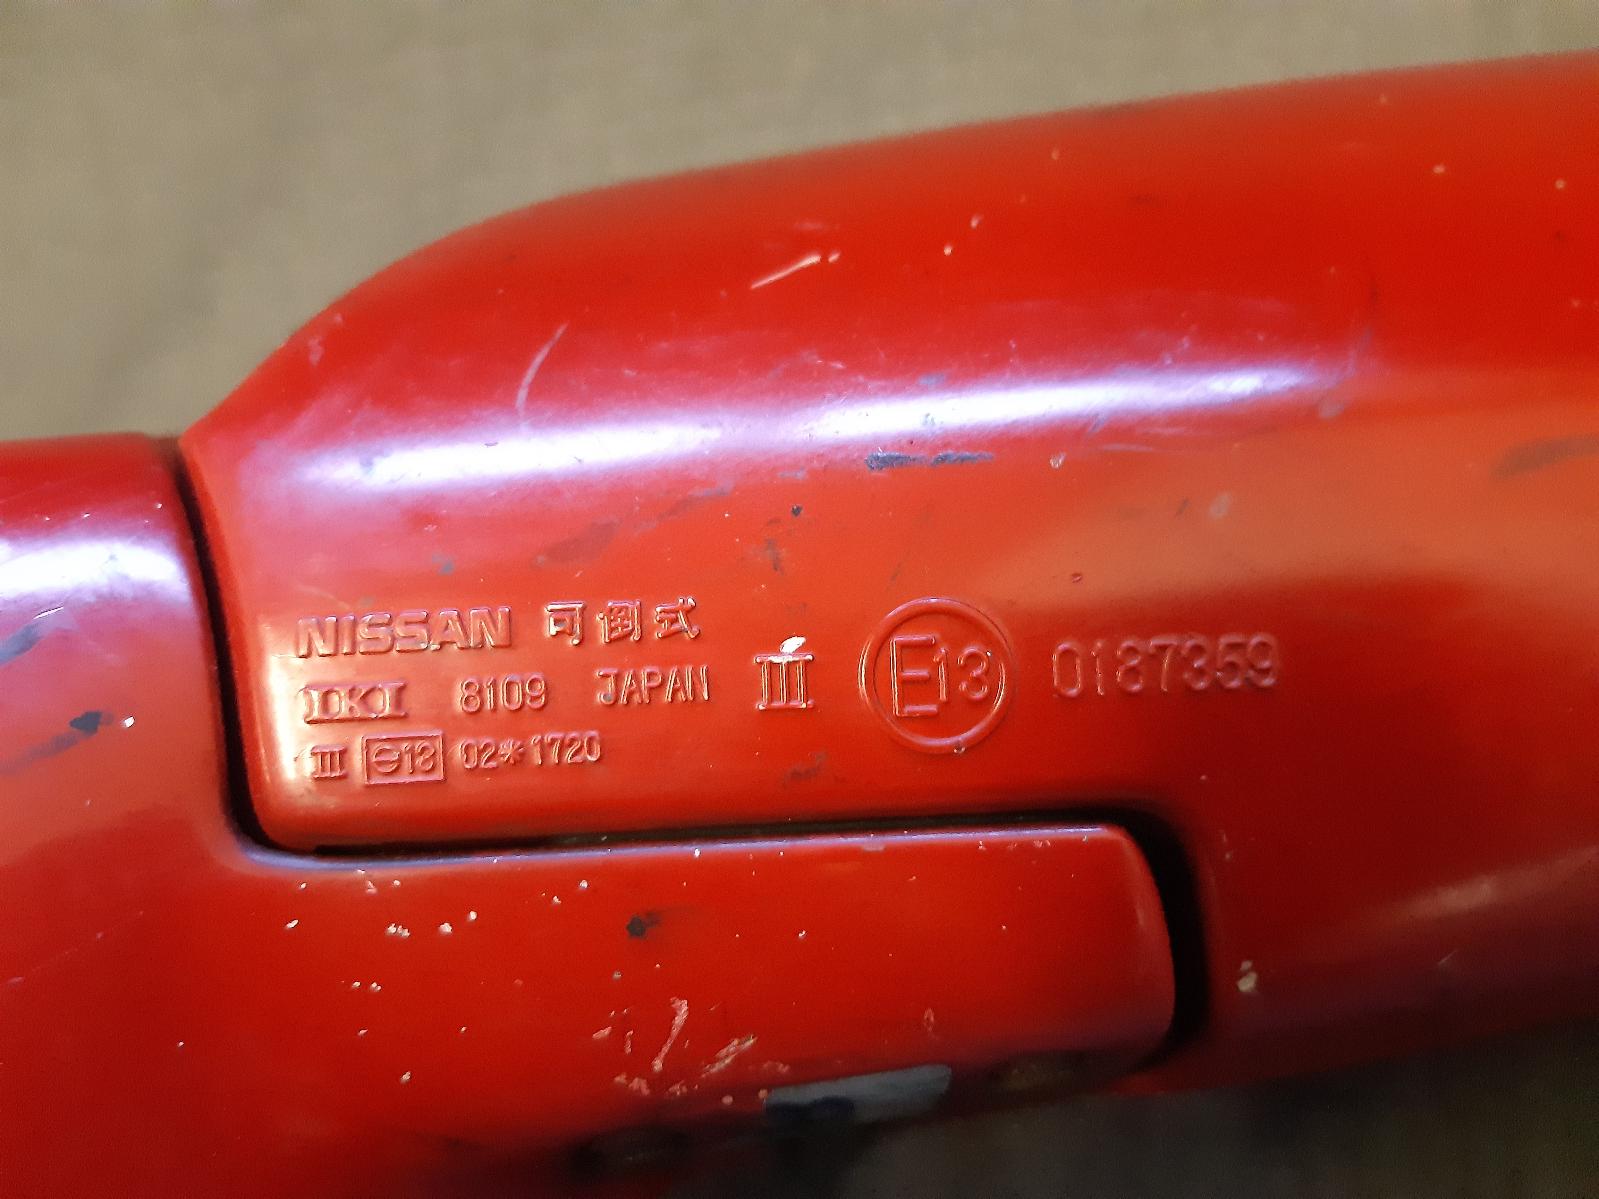 NISSAN 可倒式
IKI 8109 JAPAN III E13 0187359
III e13 02*1720